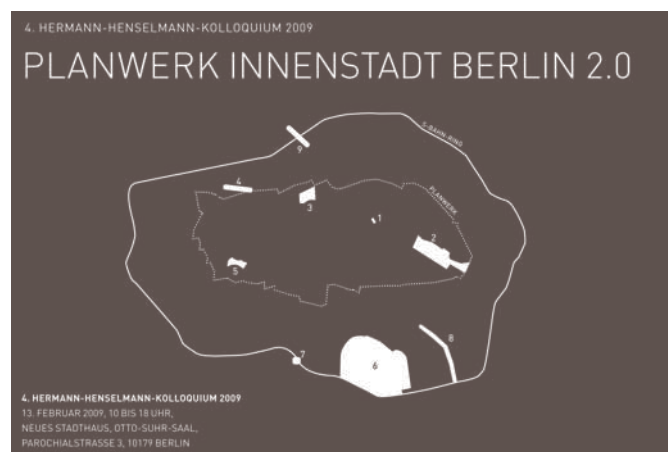 4. HERMANN-HENSELMANN-KOLLOQUIUM 2009
PLANWERK INNENSTADT BERLIN 2.0
S-BAHN-RING
9
4
PLANWERK
3
1
2
5
8
7
6
4. HERMANN-HENSELMANN-KOLLOQUIUM 2009
13. FEBRUAR 2009, 10 BIS 18 UHR,
NEUES STADTHAUS, OTTO-SUHR-SAAL,
PAROCHIALSTRASSE 3, 10179 BERLIN